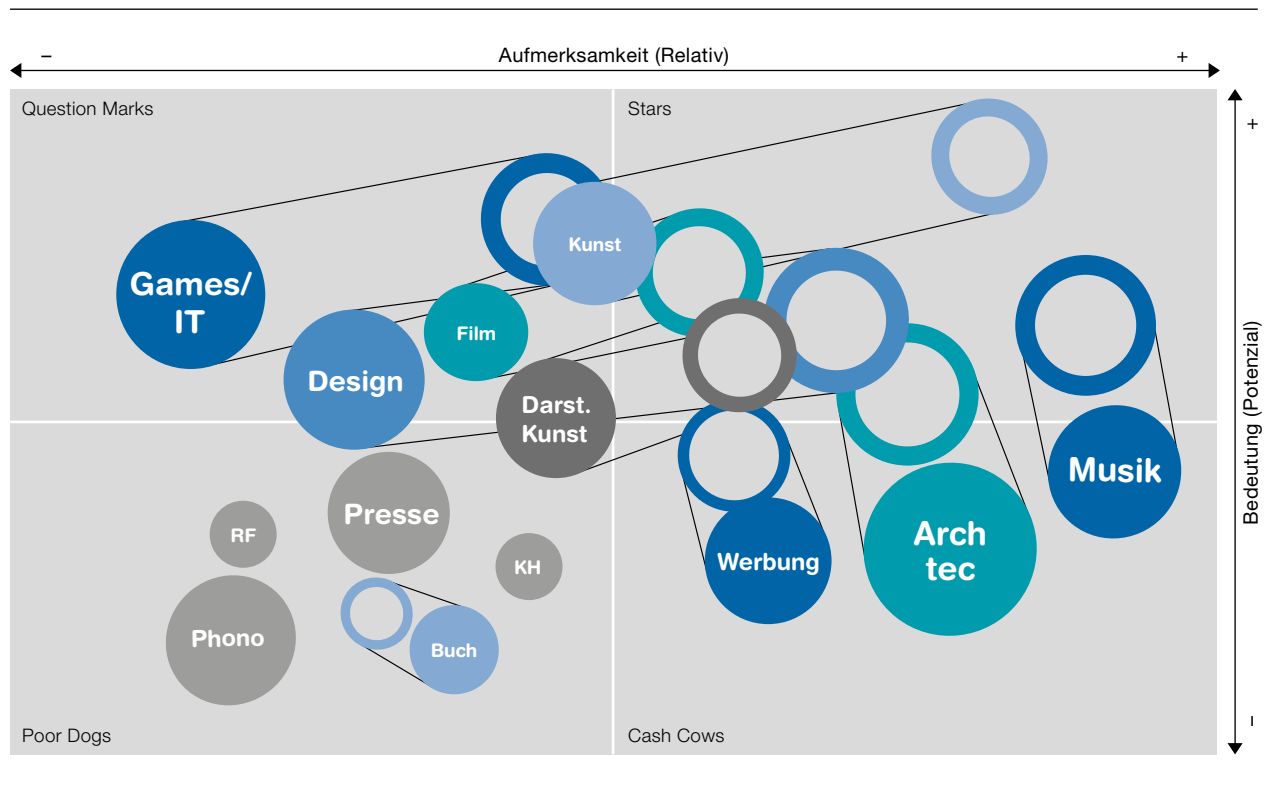 – Aufmerksamkeit (Relativ) +
Question Marks
Stars
+
Kunst
Games/
IT
Film
Design
Darst.
Kunst
Bedeutung (Potenzial)
Musik
Presse
RF
KH
Werbung
Arch
tec
Phono
Buch
Poor Dogs
Cash Cows
–